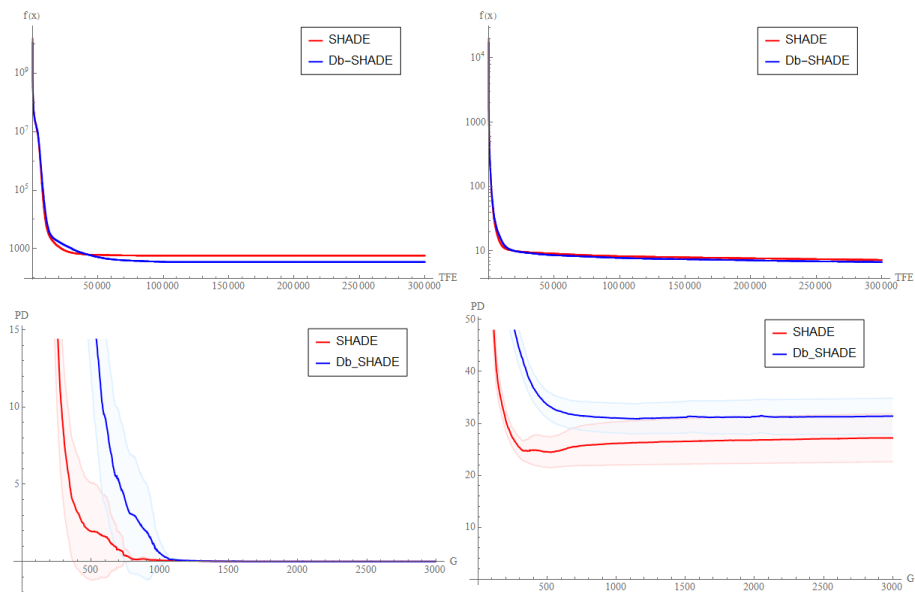 f(x)
SHADE
Db-SHADE
10^9
10^7
10^5
1000
50 000 100 000 150 000 200 000 250 000 300 000 TFE
f(x)
SHADE
Db-SHADE
10^4
1000
100
10
50 000 100 000 150 000 200 000 250 000 300 000 TFE
PD
SHADE
Db_SHADE
15
10
5
500 1000 1500 2000 2500 3000 G
PD
SHADE
Db_SHADE
50
40
30
20
10
500 1000 1500 2000 2500 3000 G